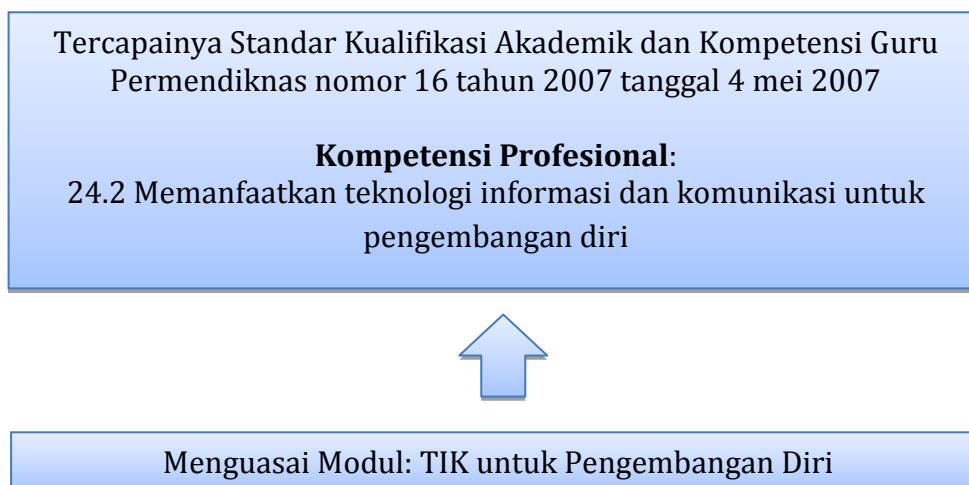 Tercapainya Standar Kualifikasi Akademik dan Kompetensi Guru
Permendiknas nomor 16 tahun 2007 tanggal 4 mei 2007
Kompetensi Profesional:
24.2 Memanfaatkan teknologi informasi dan komunikasi untuk
pengembangan diri
Menguasai Modul: TIK untuk Pengembangan Diri